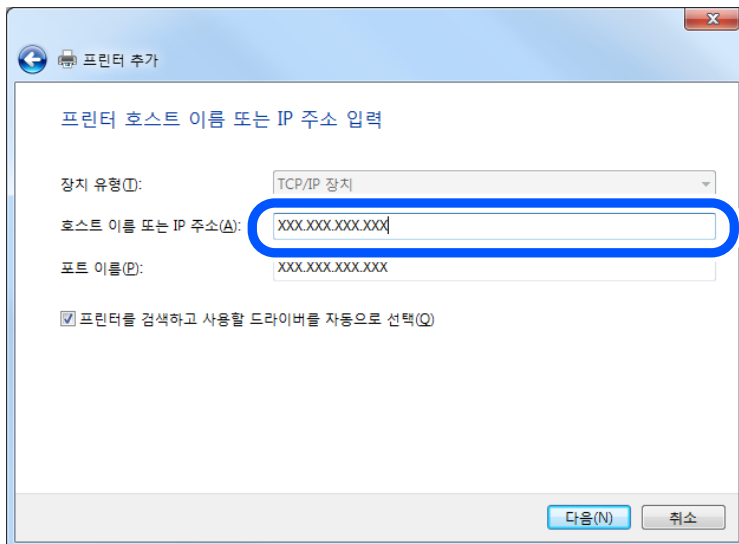 프린터 추가
프린터 호스트 이름 또는 IP 주소 입력
장치 유형(T): TCP/IP 장치
호스트 이름 또는 IP 주소(A): XXX.XXX.XXX.XXX
포트 이름(P): XXX.XXX.XXX.XXX
프린터를 검색하고 사용할 드라이버를 자동으로 선택(Q)
다음(N) 취소